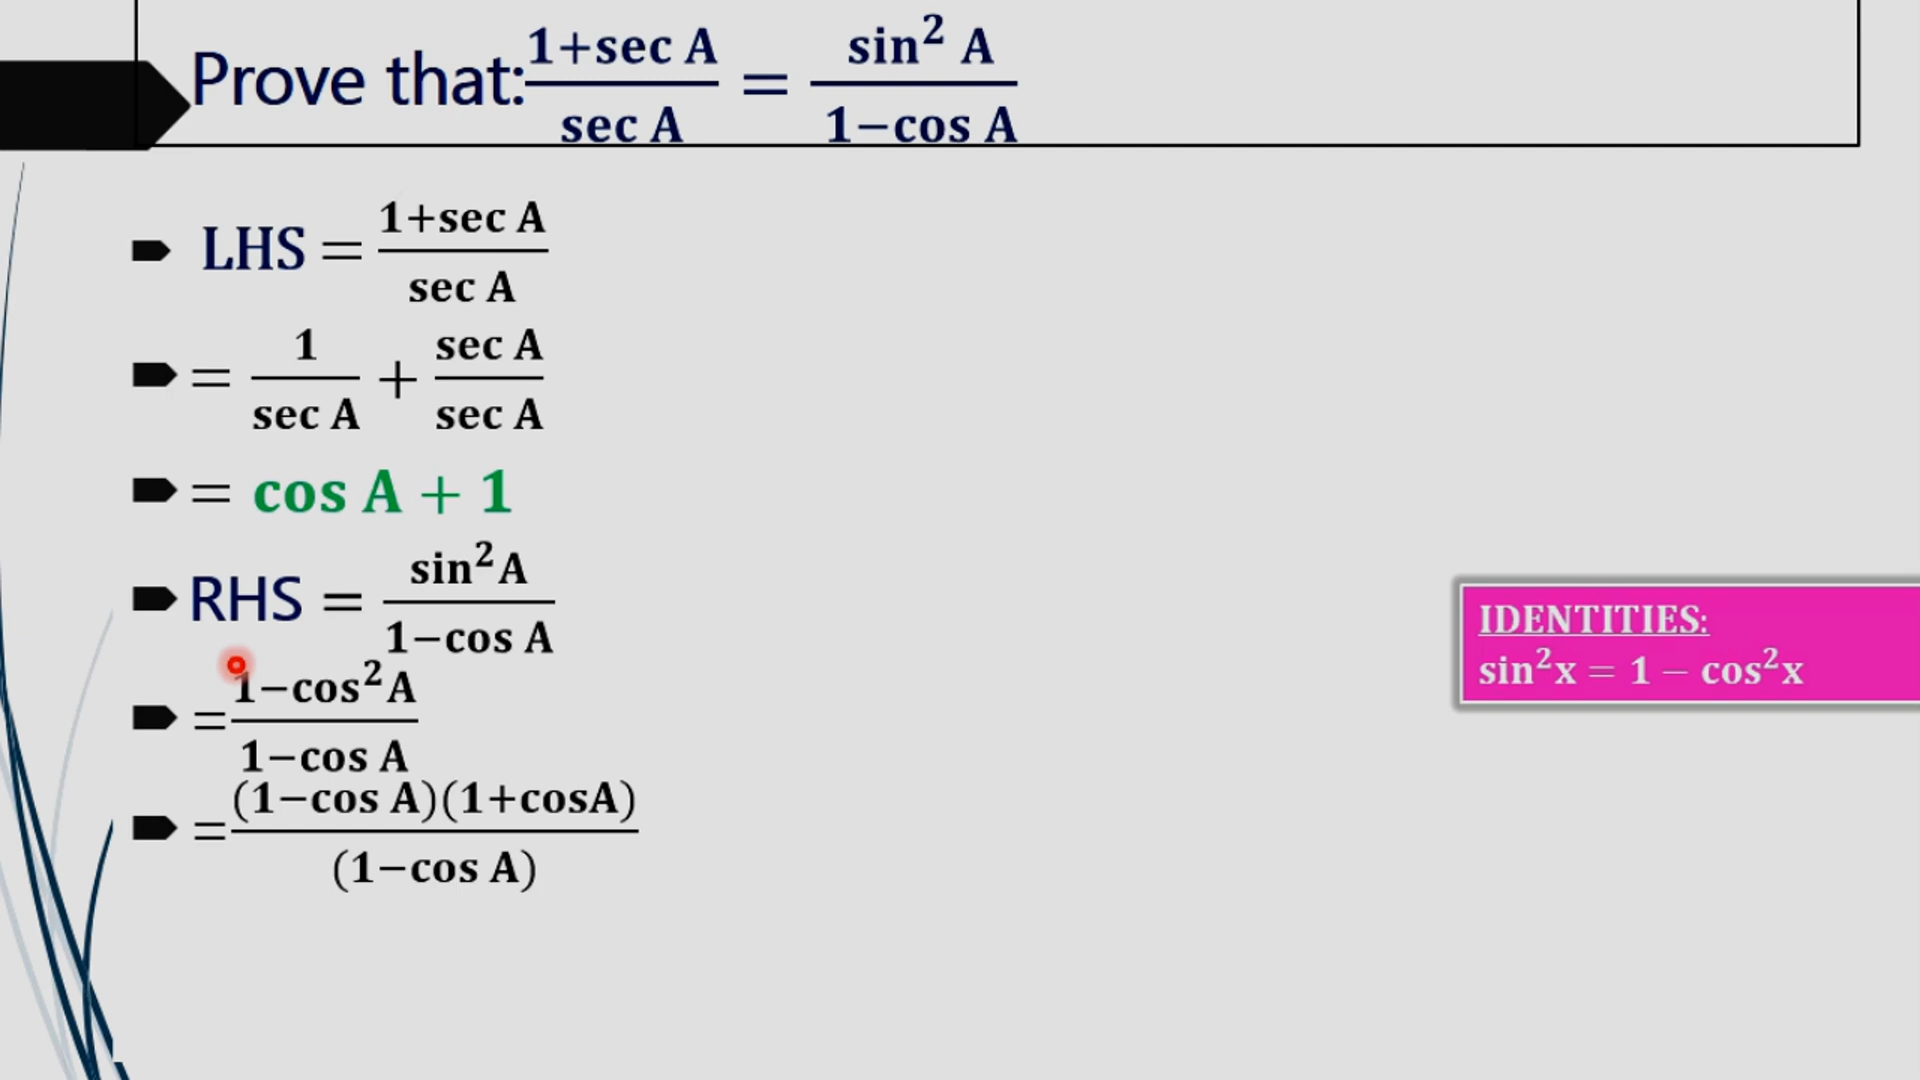 Prove that: (1+sec A)/(sec A) = (sin² A)/(1−cos A)
LHS = (1+sec A)/(sec A)
= 1/(sec A) + (sec A)/(sec A)
= cos A + 1
RHS = (sin²A)/(1−cos A)
= (1−cos²A)/(1−cos A)
= ((1−cos A)(1+cosA))/((1−cos A))
IDENTITIES:
sin²x = 1 − cos²x